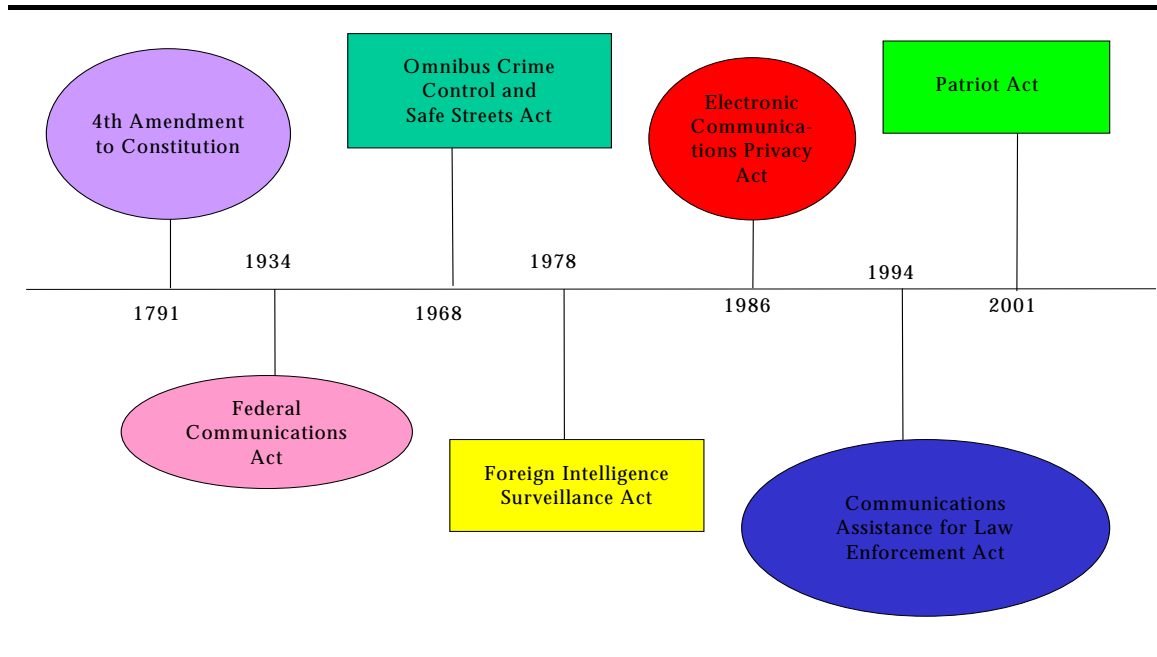 4th Amendment
to Constitution
Omnibus Crime
Control and
Safe Streets Act
Electronic
Communica-
tions Privacy
Act
Patriot Act
1934
1978
1994
1791
1968
1986
2001
Federal
Communications
Act
Foreign Intelligence
Surveillance Act
Communications
Assistance for Law
Enforcement Act